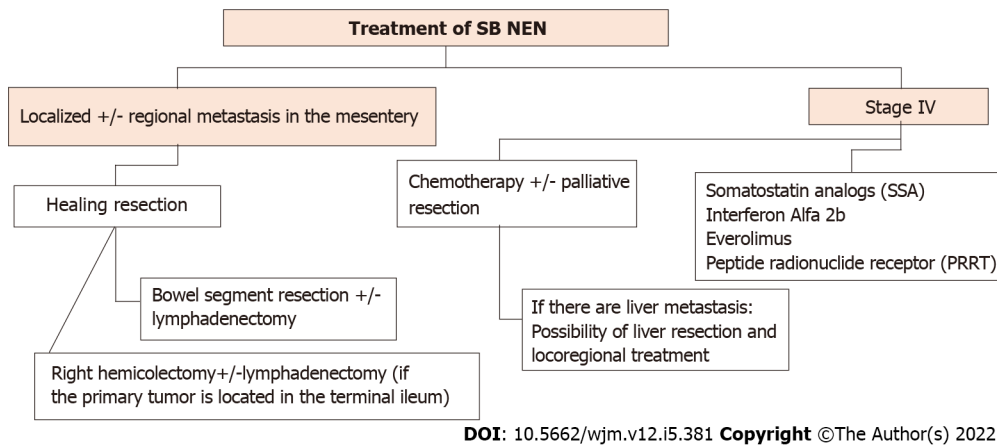 Treatment of SB NEN
Localized +/- regional metastasis in the mesentery
Stage IV
Healing resection
Chemotherapy +/- palliative
resection
Somatostatin analogs (SSA)
Interferon Alfa 2b
Everolimus
Peptide radionuclide receptor (PRRT)
Bowel segment resection +/-
lymphadenectomy
If there are liver metastasis:
Possibility of liver resection and
locoregional treatment
Right hemicolectomy+/-lymphadenectomy (if
the primary tumor is located in the terminal ileum)
DOI: 10.5662/wjm.v12.i5.381 Copyright ©The Author(s) 2022